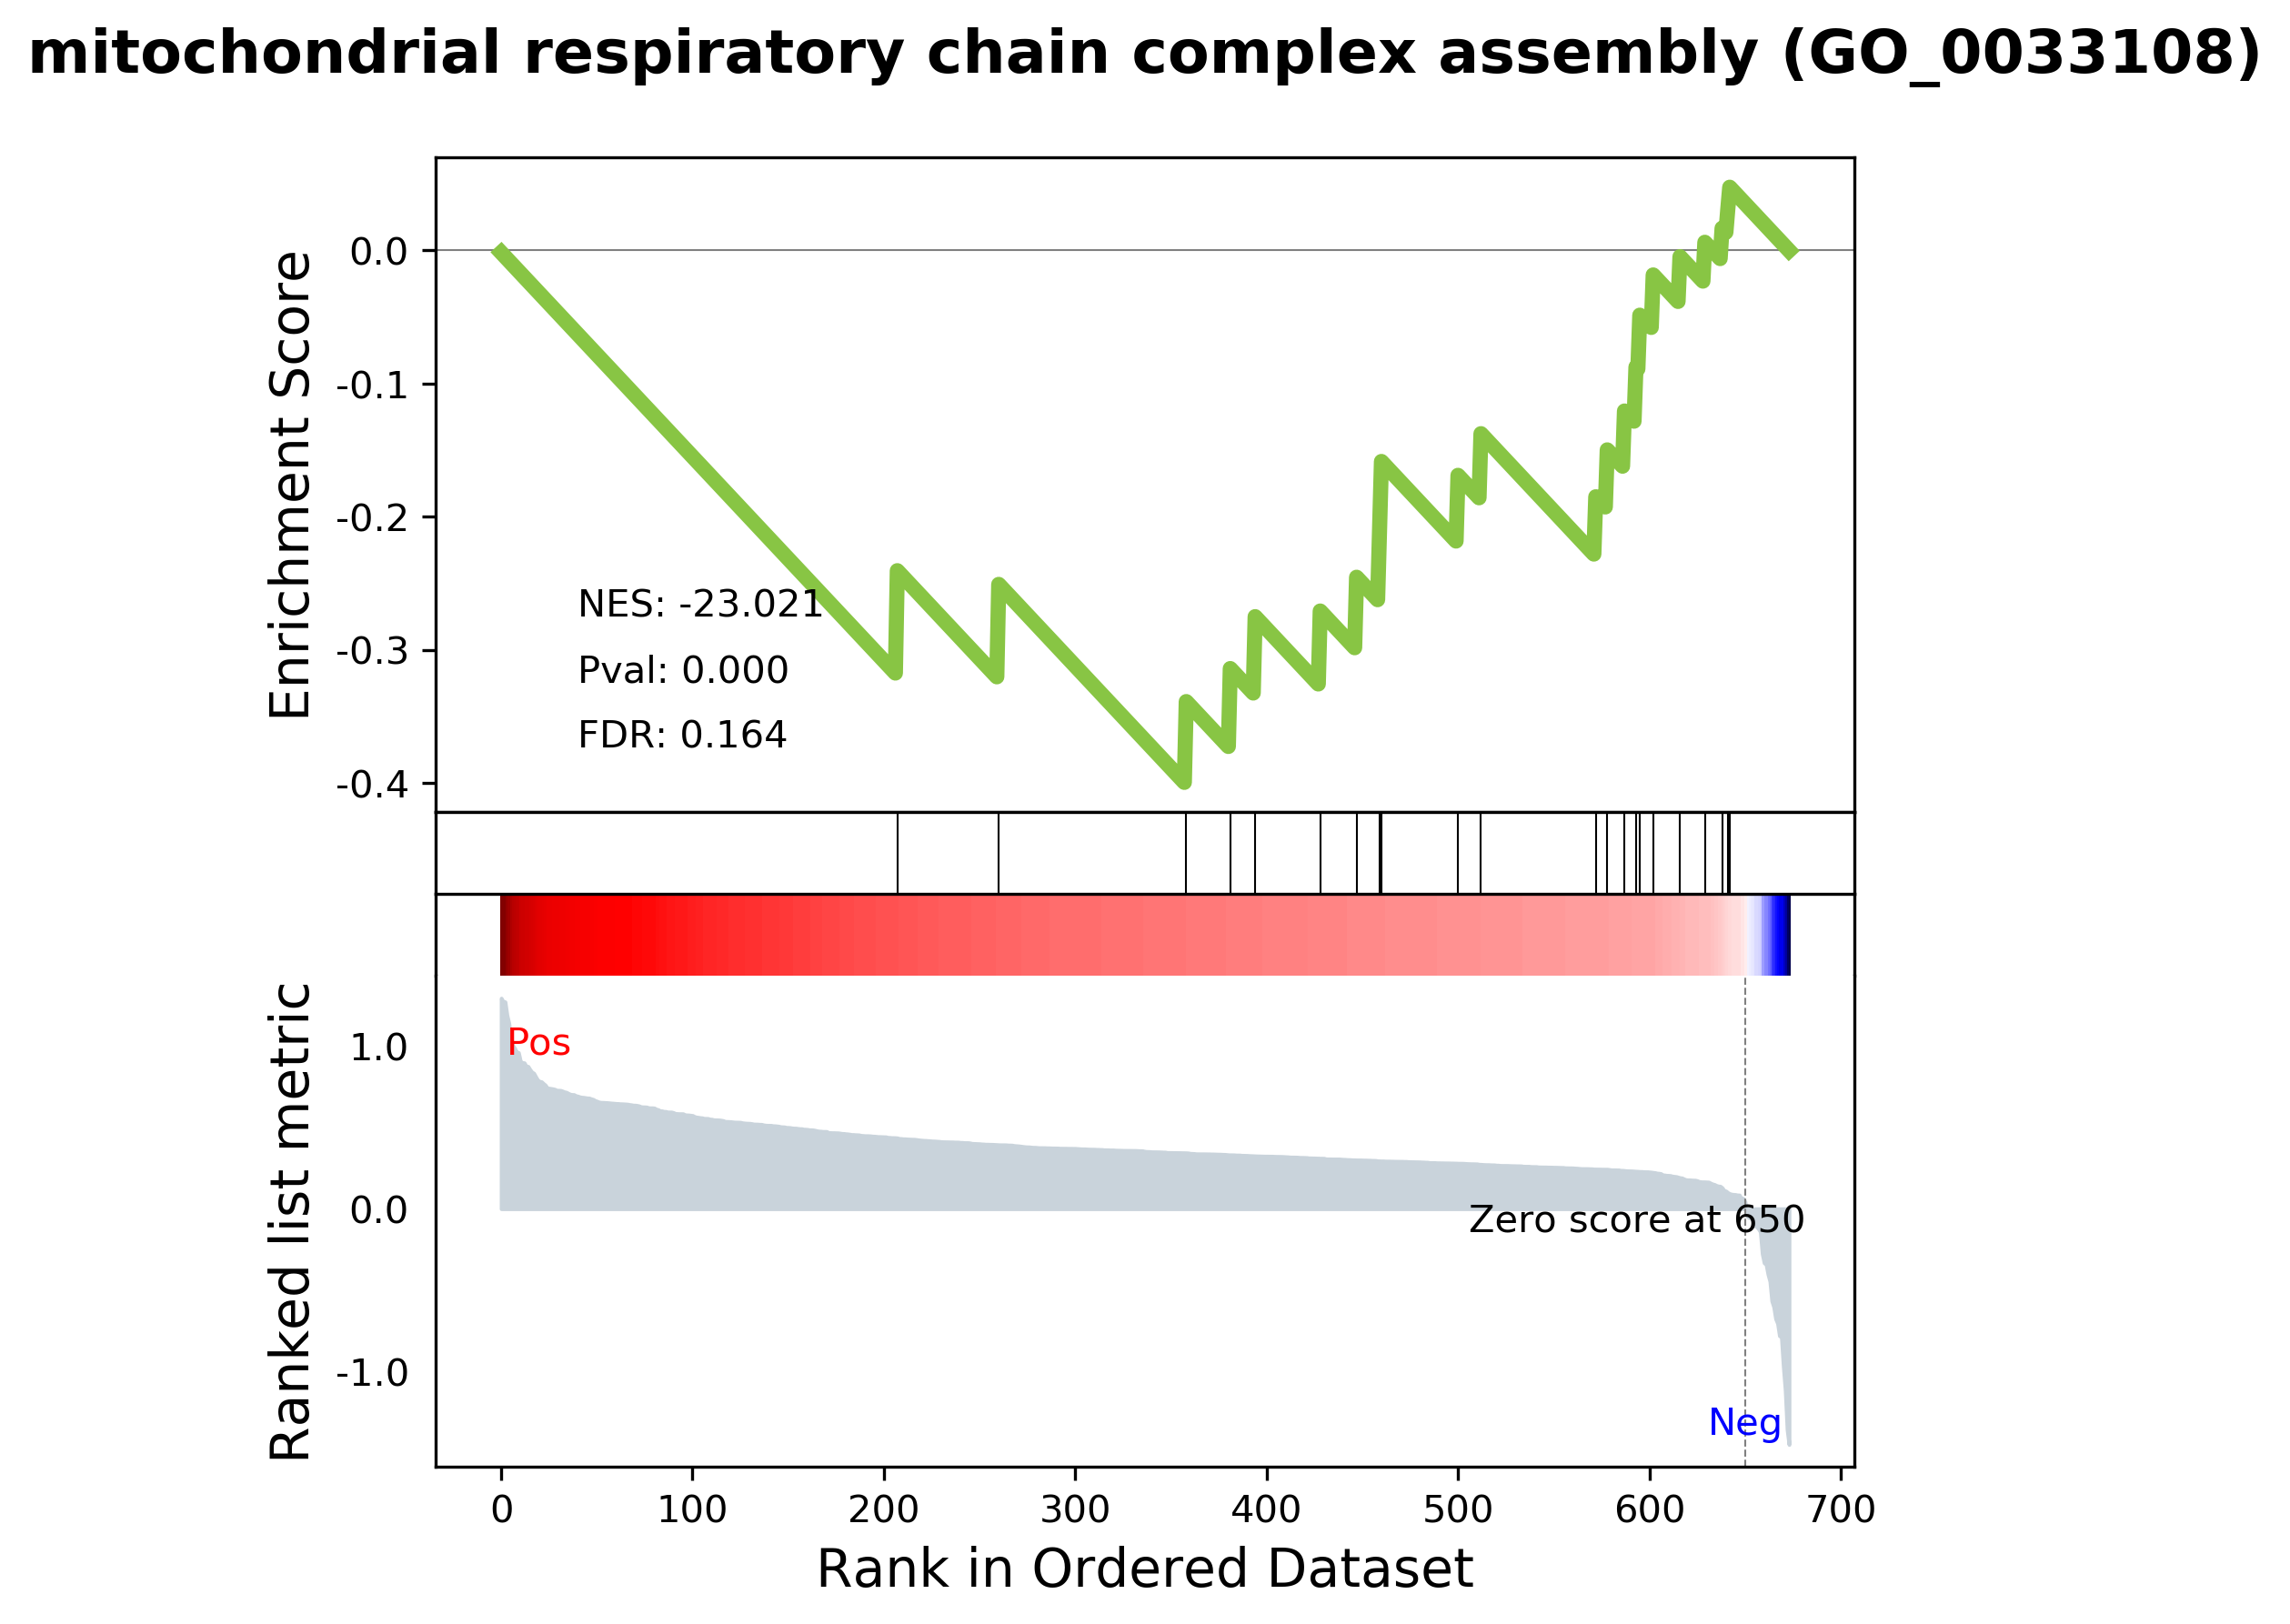 mitochondrial respiratory chain complex assembly (GO_0033108)
Enrichment Score
0.0
-0.1
-0.2
-0.3
-0.4
NES: -23.021
Pval: 0.000
FDR: 0.164
Ranked list metric
1.0
0.0
-1.0
Pos
Zero score at 650
Neg
0 100 200 300 400 500 600 700
Rank in Ordered Dataset